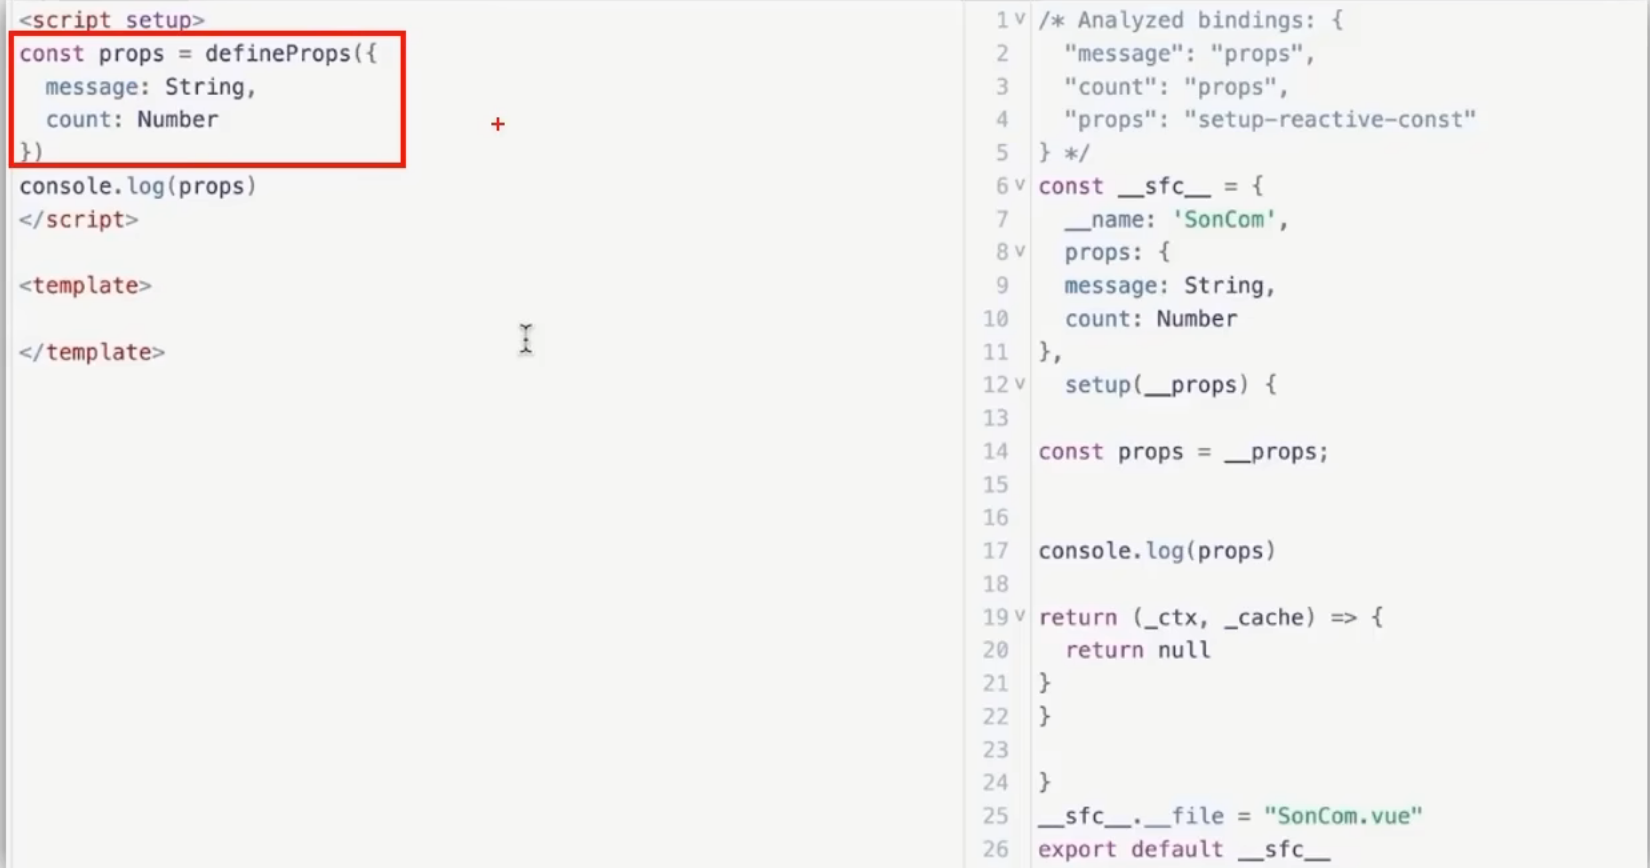 <script setup>
const props = defineProps({
  message: String,
  count: Number
})
console.log(props)
</script>

<template>

</template>

1 /* Analyzed bindings: {
2   "message": "props",
3   "count": "props",
4   "props": "setup-reactive-const"
5 } */
6 const __sfc__ = {
7   __name: 'SonCom',
8   props: {
9   message: String,
10   count: Number
11 },
12   setup(__props) {
13
14 const props = __props;
15
16
17 console.log(props)
18
19 return (_ctx, _cache) => {
20   return null
21 }
22 }
23
24 }
25 __sfc__.__file = "SonCom.vue"
26 export default __sfc__